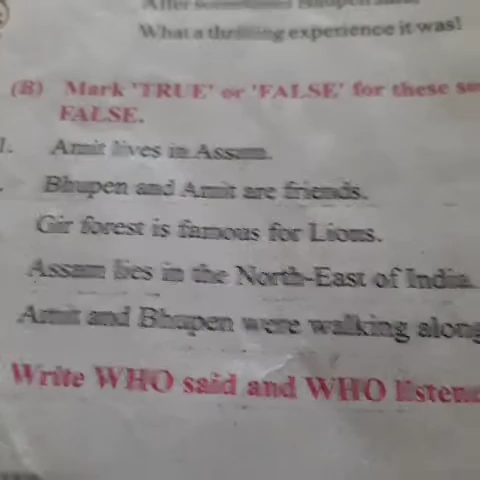 What a thrilling experience it was!
(B) Mark 'TRUE' or 'FALSE' for these
FALSE.
1. Amit lives in Assam.
Bhupen and Amit are friends.
Gir forest is famous for Lions.
Assam lies in the North-East of India.
Amit and Bhupen were walking along
Write WHO said and WHO listened